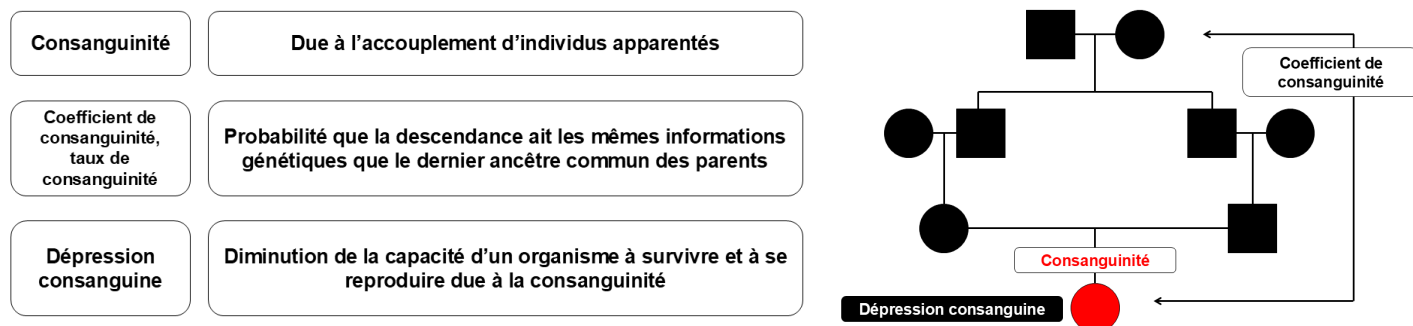 Consanguinité
Due à l’accouplement d’individus apparentés
Coefficient de
consanguinité,
taux de
consanguinité
Probabilité que la descendance ait les mêmes informations
génétiques que le dernier ancêtre commun des parents
Dépression
consanguine
Diminution de la capacité d’un organisme à survivre et à se
reproduire due à la consanguinité
Coefficient de
consanguinité
Consanguinité
Dépression consanguine